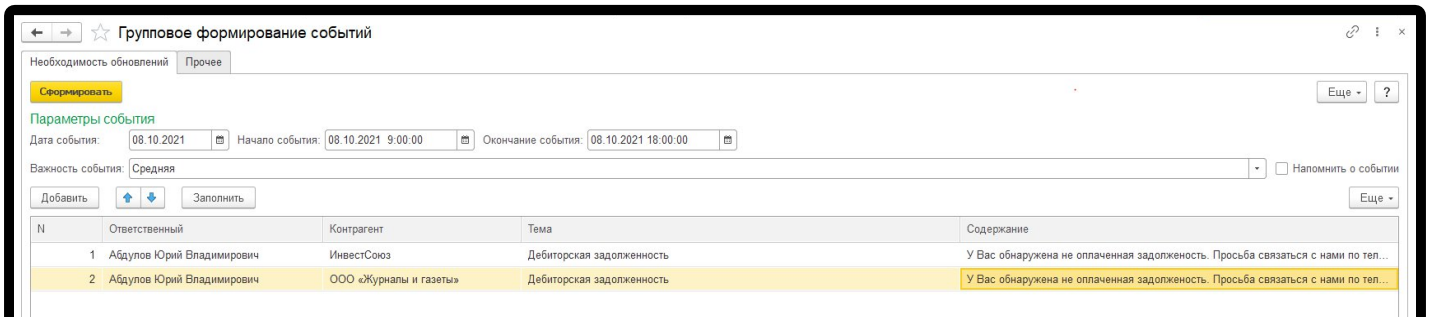 Групповое формирование событий
Необходимость обновлений Прочее
Сформировать Еще ?
Параметры события
Дата события: 08.10.2021 Начало события: 08.10.2021 9:00:00 Окончание события: 08.10.2021 18:00:00
Важность события: Средняя Напомнить о событии
Добавить Заполнить Еще
N Ответственный Контрагент Тема Содержание
1 Абдулов Юрий Владимирович ИнвестСоюз Дебиторская задолженность У Вас обнаружена не оплаченная задолженость. Просьба связаться с нами по тел...
2 Абдулов Юрий Владимирович ООО «Журналы и газеты» Дебиторская задолженность У Вас обнаружена не оплаченная задолженость. Просьба связаться с нами по тел...